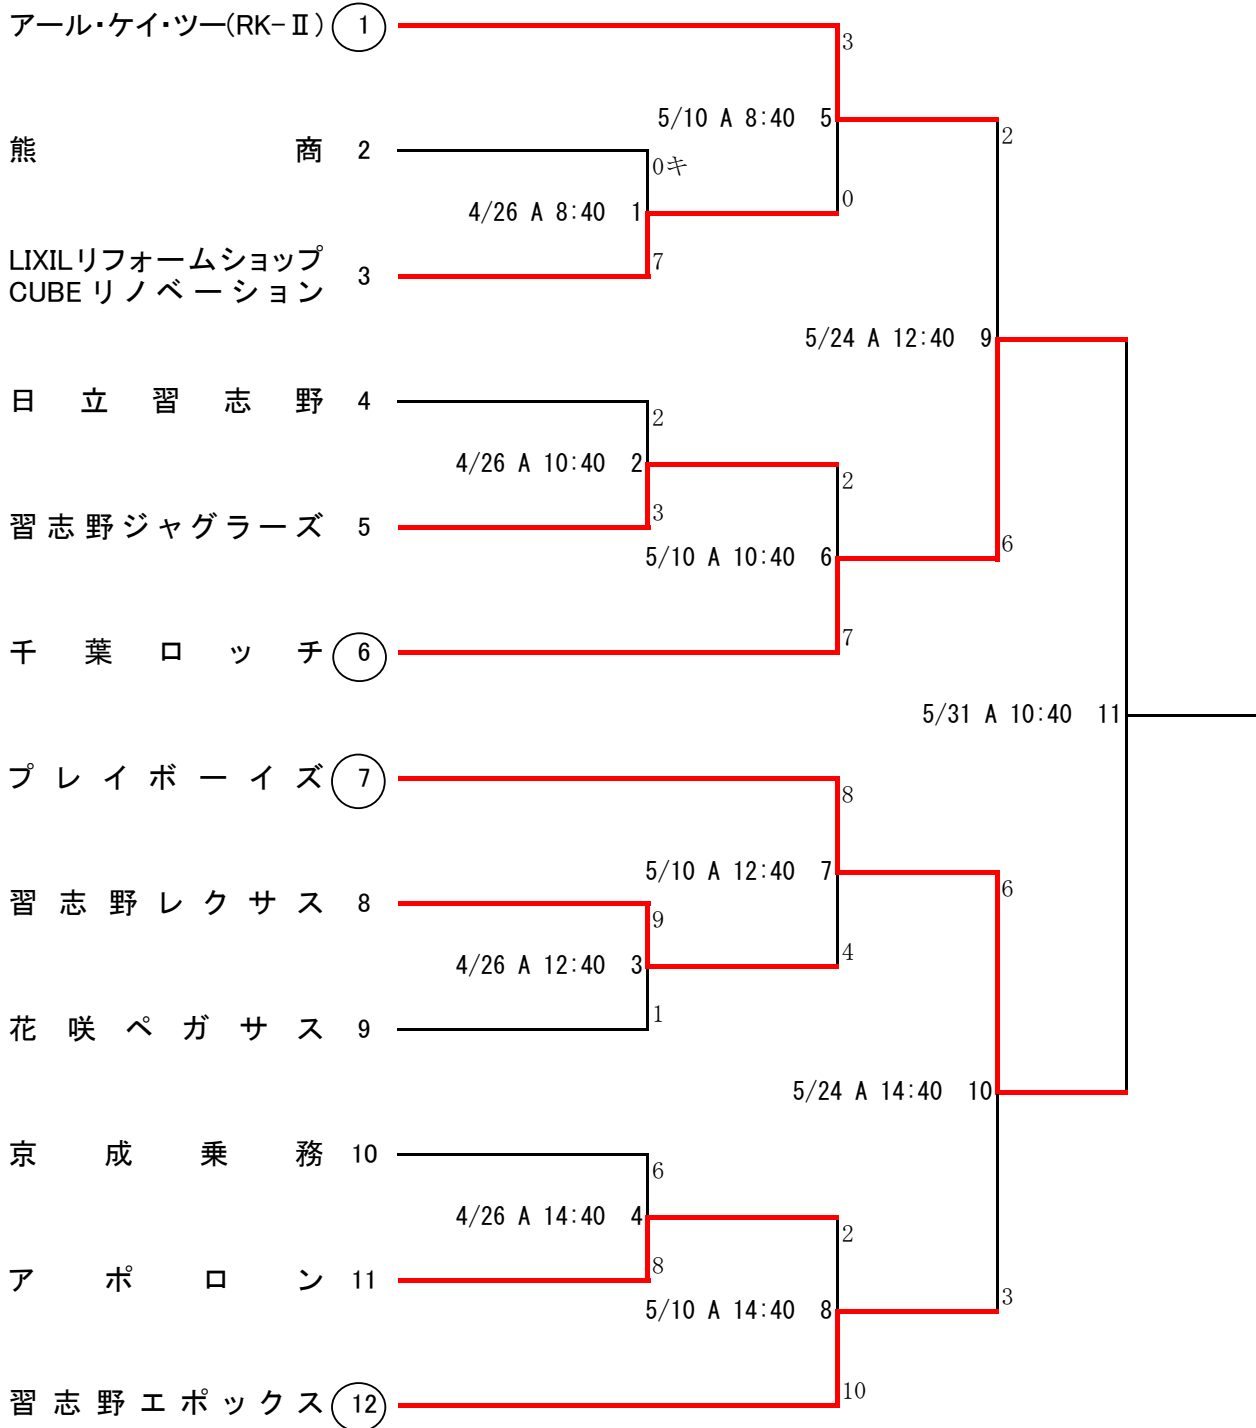 アール・ケイ・ツー(RK-Ⅱ) 1
3
5/10 A 8:40 5
2
熊商 2
0キ
0
4/26 A 8:40 1
7
LIXILリフォームショップ
CUBE リノベーション 3
5/24 A 12:40 9
日立習志野 4
2
4/26 A 10:40 2
2
3
習志野ジャグラーズ 5
6
5/10 A 10:40 6
7
千葉ロッチ 6
5/31 A 10:40 11
プレイボーイズ 7
8
5/10 A 12:40 7
6
習志野レクサス 8
9
4
4/26 A 12:40 3
1
花咲ペガサス 9
5/24 A 14:40 10
京成乗務 10
6
4/26 A 14:40 4
2
8
アポロン 11
3
5/10 A 14:40 8
10
習志野エポックス 12